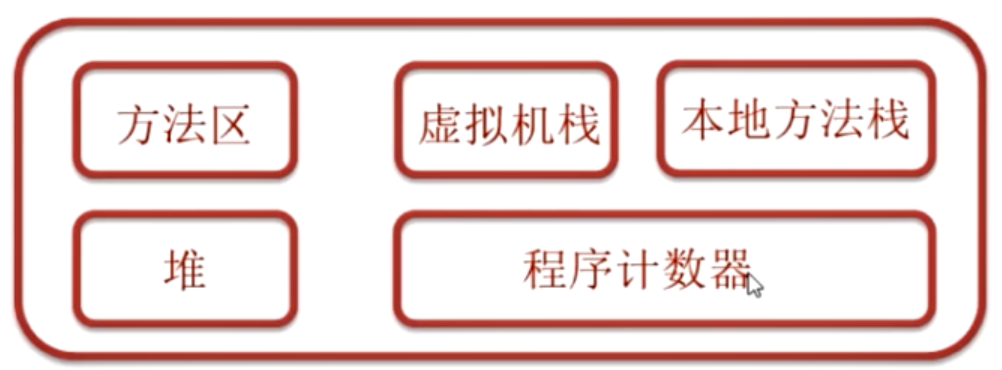 方法区
虚拟机栈
本地方法栈
堆
程序计数器